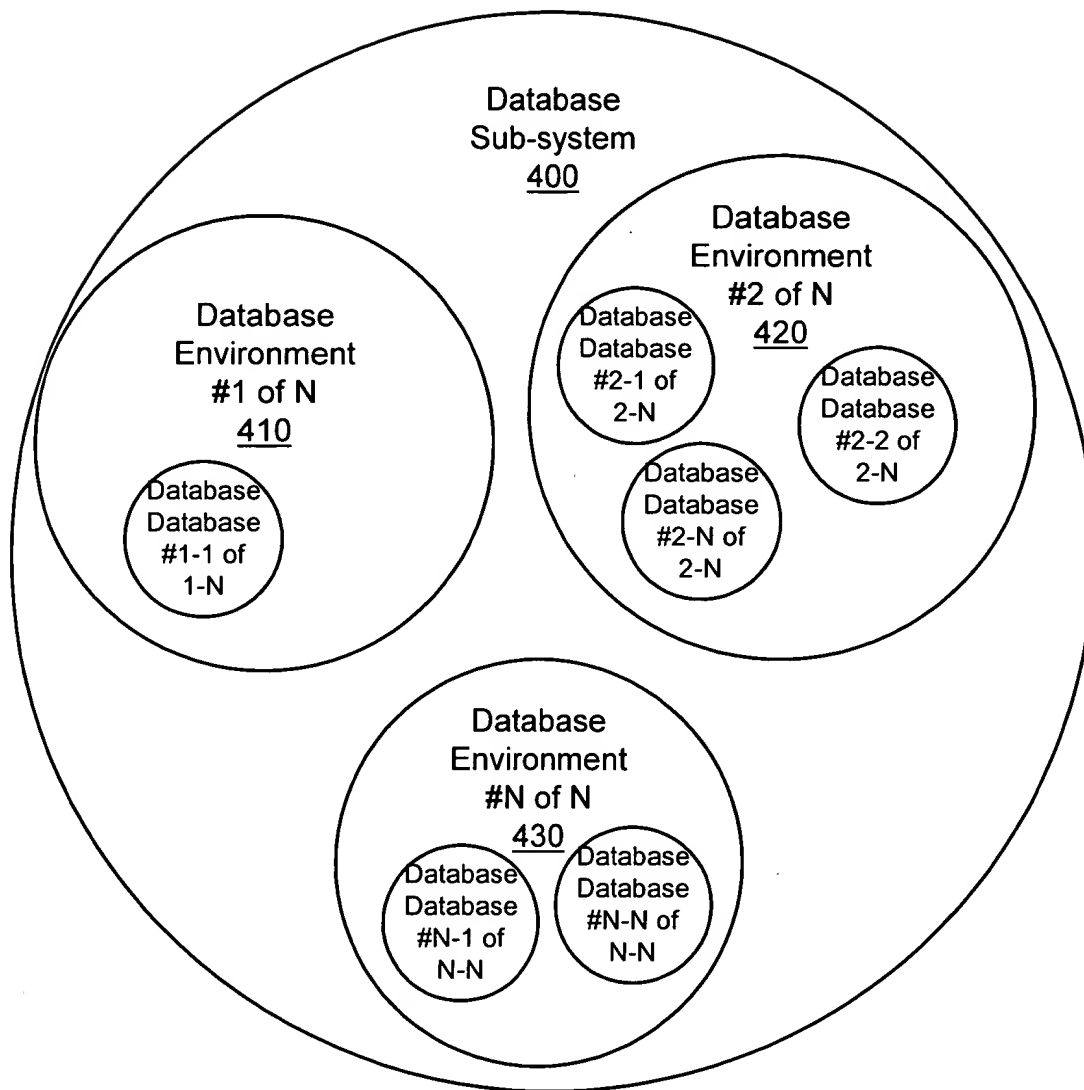 Database
Sub-system
400
Database
Environment
#1 of N
410
Database
Database
#1-1 of
1-N
Database
Environment
#2 of N
420
Database
Database
#2-1 of
2-N
Database
Database
#2-2 of
2-N
Database
Database
#2-N of
2-N
Database
Environment
#N of N
430
Database
Database
#N-1 of
N-N
Database
Database
#N-N of
N-N